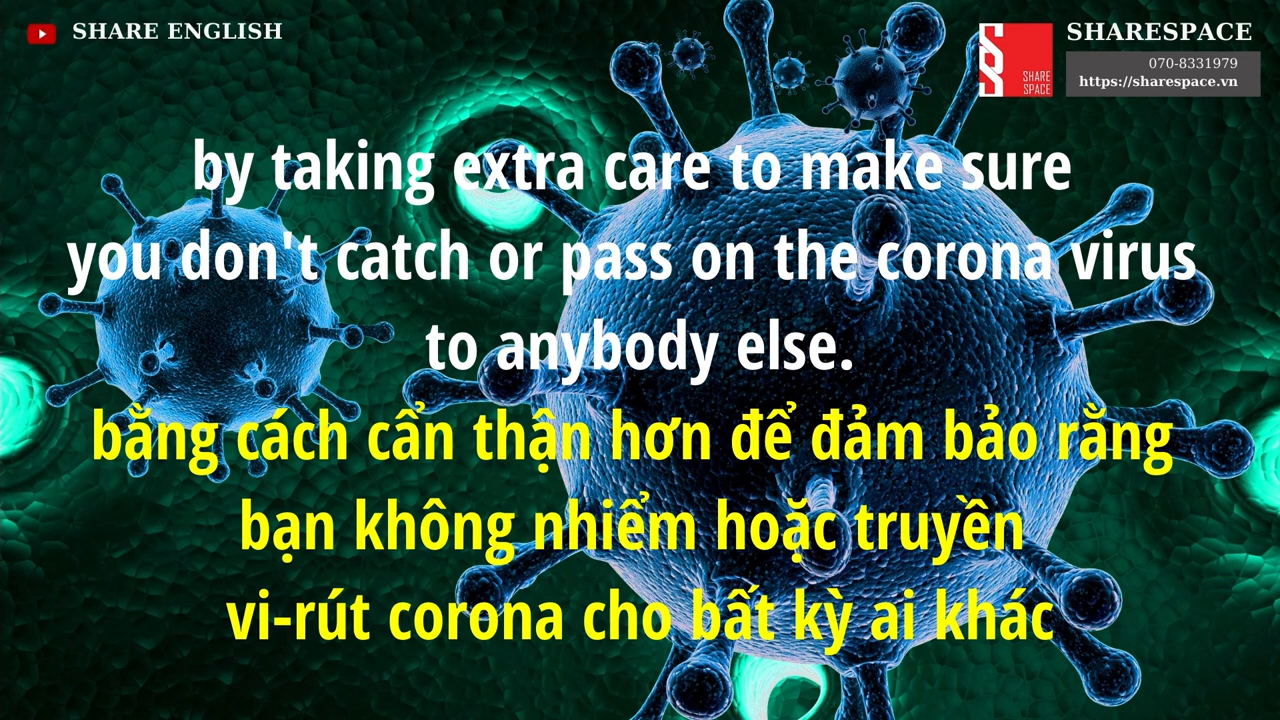 SHARE ENGLISH
SHARESPACE
070-8331979
https://sharespace.vn
SHARE
SPACE
by taking extra care to make sure
you don't catch or pass on the corona virus
to anybody else.
bằng cách cẩn thận hơn để đảm bảo rằng
bạn không nhiểm hoặc truyền
vi-rút corona cho bất kỳ ai khác